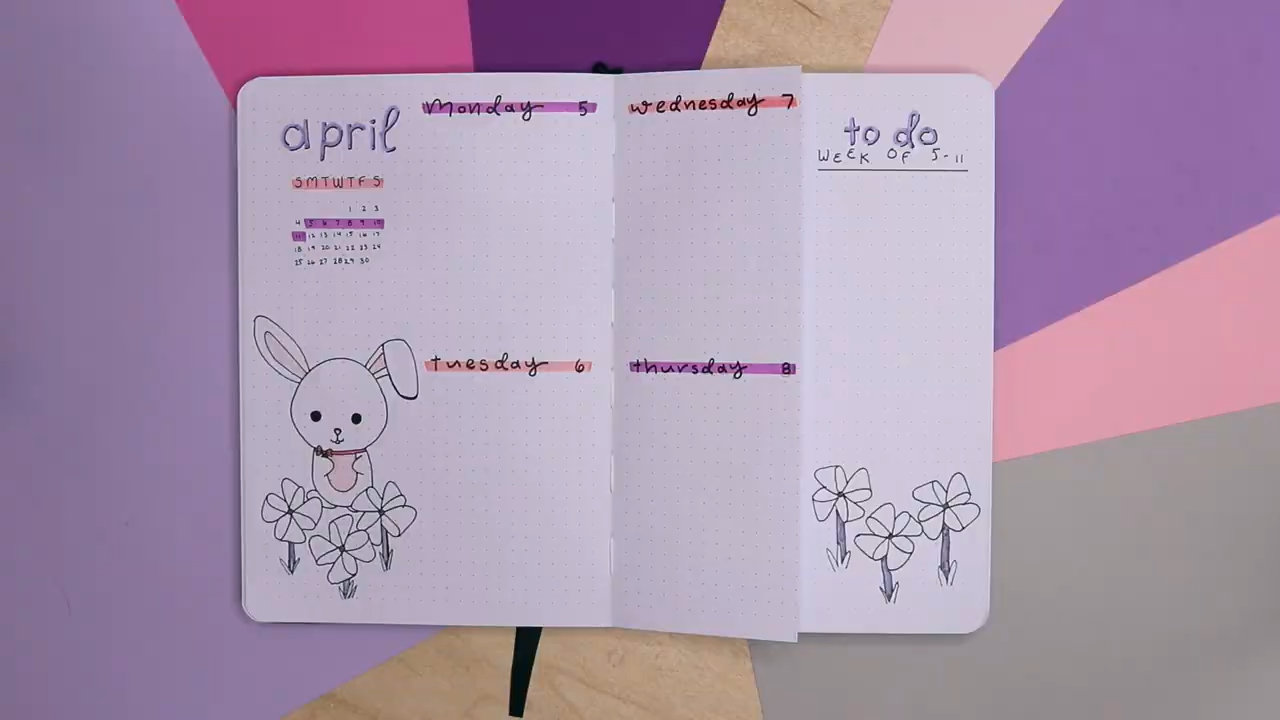 april
S M T W T F S
1 2 3
4 5 6 7 8 9 10
11 12 13 14 15 16 17
18 19 20 21 22 23 24
25 26 27 28 29 30
monday 5
tuesday 6
wednesday 7
thursday 8
to do
WEEK OF 5-11